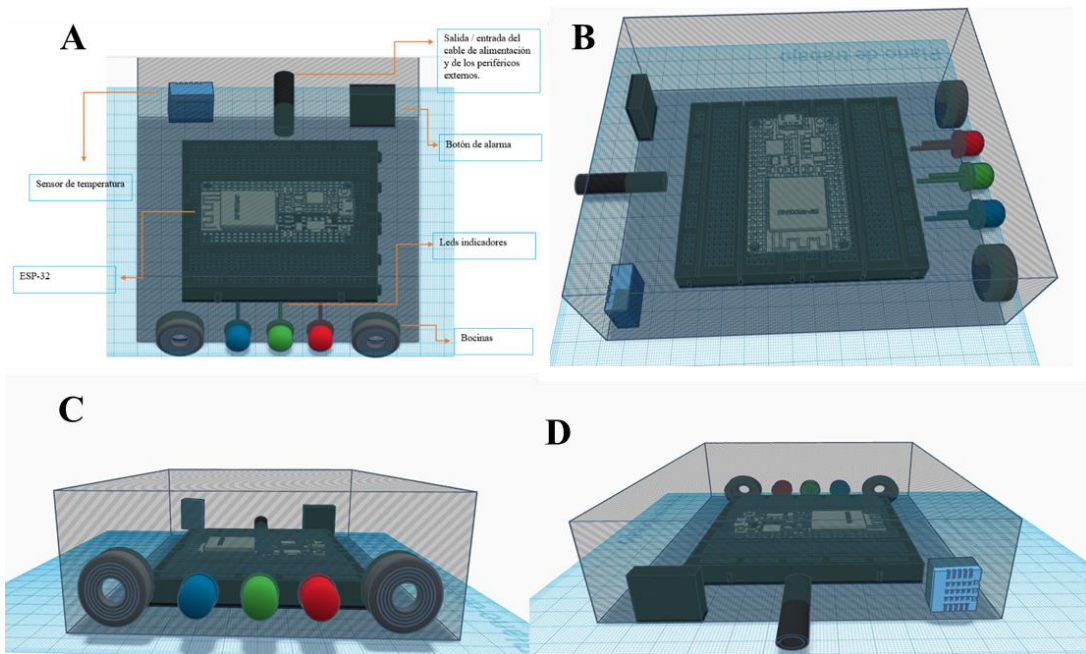 A
Salida / entrada del
cable de alimentación
y de los periféricos
externos.
Botón de alarma
Sensor de temperatura
Leds indicadores
ESP-32
Bocinas
B
C
D